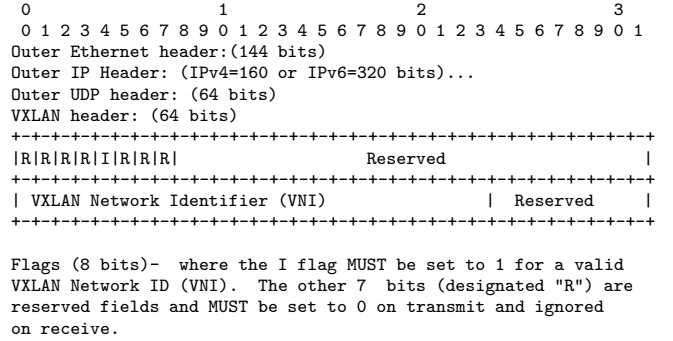 0                   1                   2                   3
 0 1 2 3 4 5 6 7 8 9 0 1 2 3 4 5 6 7 8 9 0 1 2 3 4 5 6 7 8 9 0 1
Outer Ethernet header:(144 bits)
Outer IP Header: (IPv4=160 or IPv6=320 bits)...
Outer UDP header: (64 bits)
VXLAN header: (64 bits)
+-+-+-+-+-+-+-+-+-+-+-+-+-+-+-+-+-+-+-+-+-+-+-+-+-+-+-+-+-+-+-+-+
|R|R|R|R|I|R|R|R|                   Reserved                    |
+-+-+-+-+-+-+-+-+-+-+-+-+-+-+-+-+-+-+-+-+-+-+-+-+-+-+-+-+-+-+-+-+
| VXLAN Network Identifier (VNI)                |  Reserved     |
+-+-+-+-+-+-+-+-+-+-+-+-+-+-+-+-+-+-+-+-+-+-+-+-+-+-+-+-+-+-+-+-+
Flags (8 bits)-  where the I flag MUST be set to 1 for a valid
VXLAN Network ID (VNI).  The other 7  bits (designated "R") are
reserved fields and MUST be set to 0 on transmit and ignored
on receive.